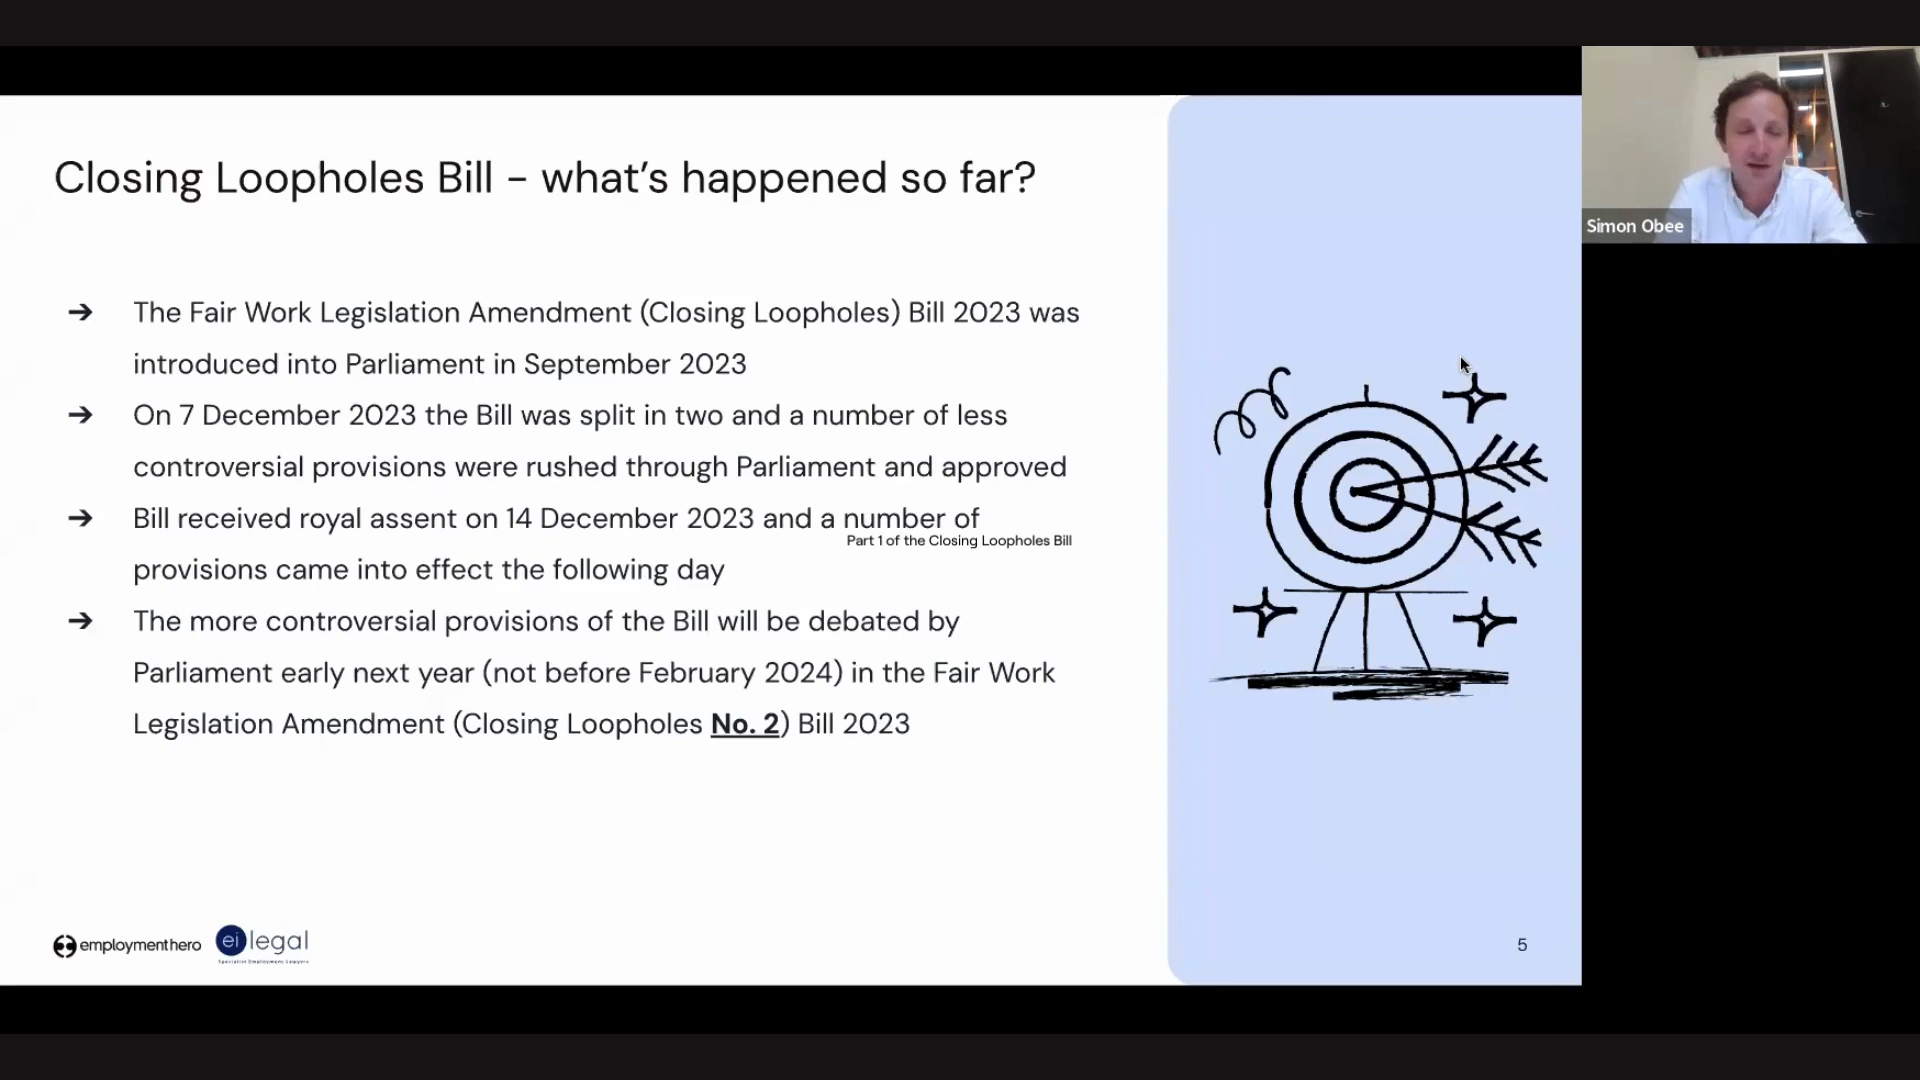 Closing Loopholes Bill - what's happened so far?
Simon Obee
➔ The Fair Work Legislation Amendment (Closing Loopholes) Bill 2023 was
introduced into Parliament in September 2023
➔ On 7 December 2023 the Bill was split in two and a number of less
controversial provisions were rushed through Parliament and approved
➔ Bill received royal assent on 14 December 2023 and a number of
Part 1 of the Closing Loopholes Bill
provisions came into effect the following day
➔ The more controversial provisions of the Bill will be debated by
Parliament early next year (not before February 2024) in the Fair Work
Legislation Amendment (Closing Loopholes No. 2) Bill 2023
employmenthero
ei legal
Specialist Employment Lawyers
5